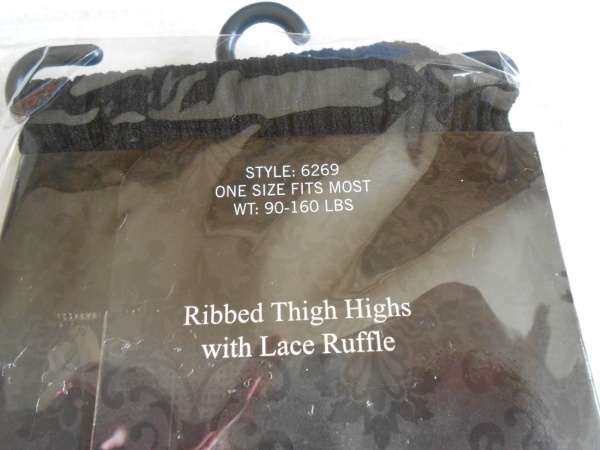 STYLE: 6269
ONE SIZE FITS MOST
WT: 90-160 LBS
Ribbed Thigh Highs
with Lace Ruffle